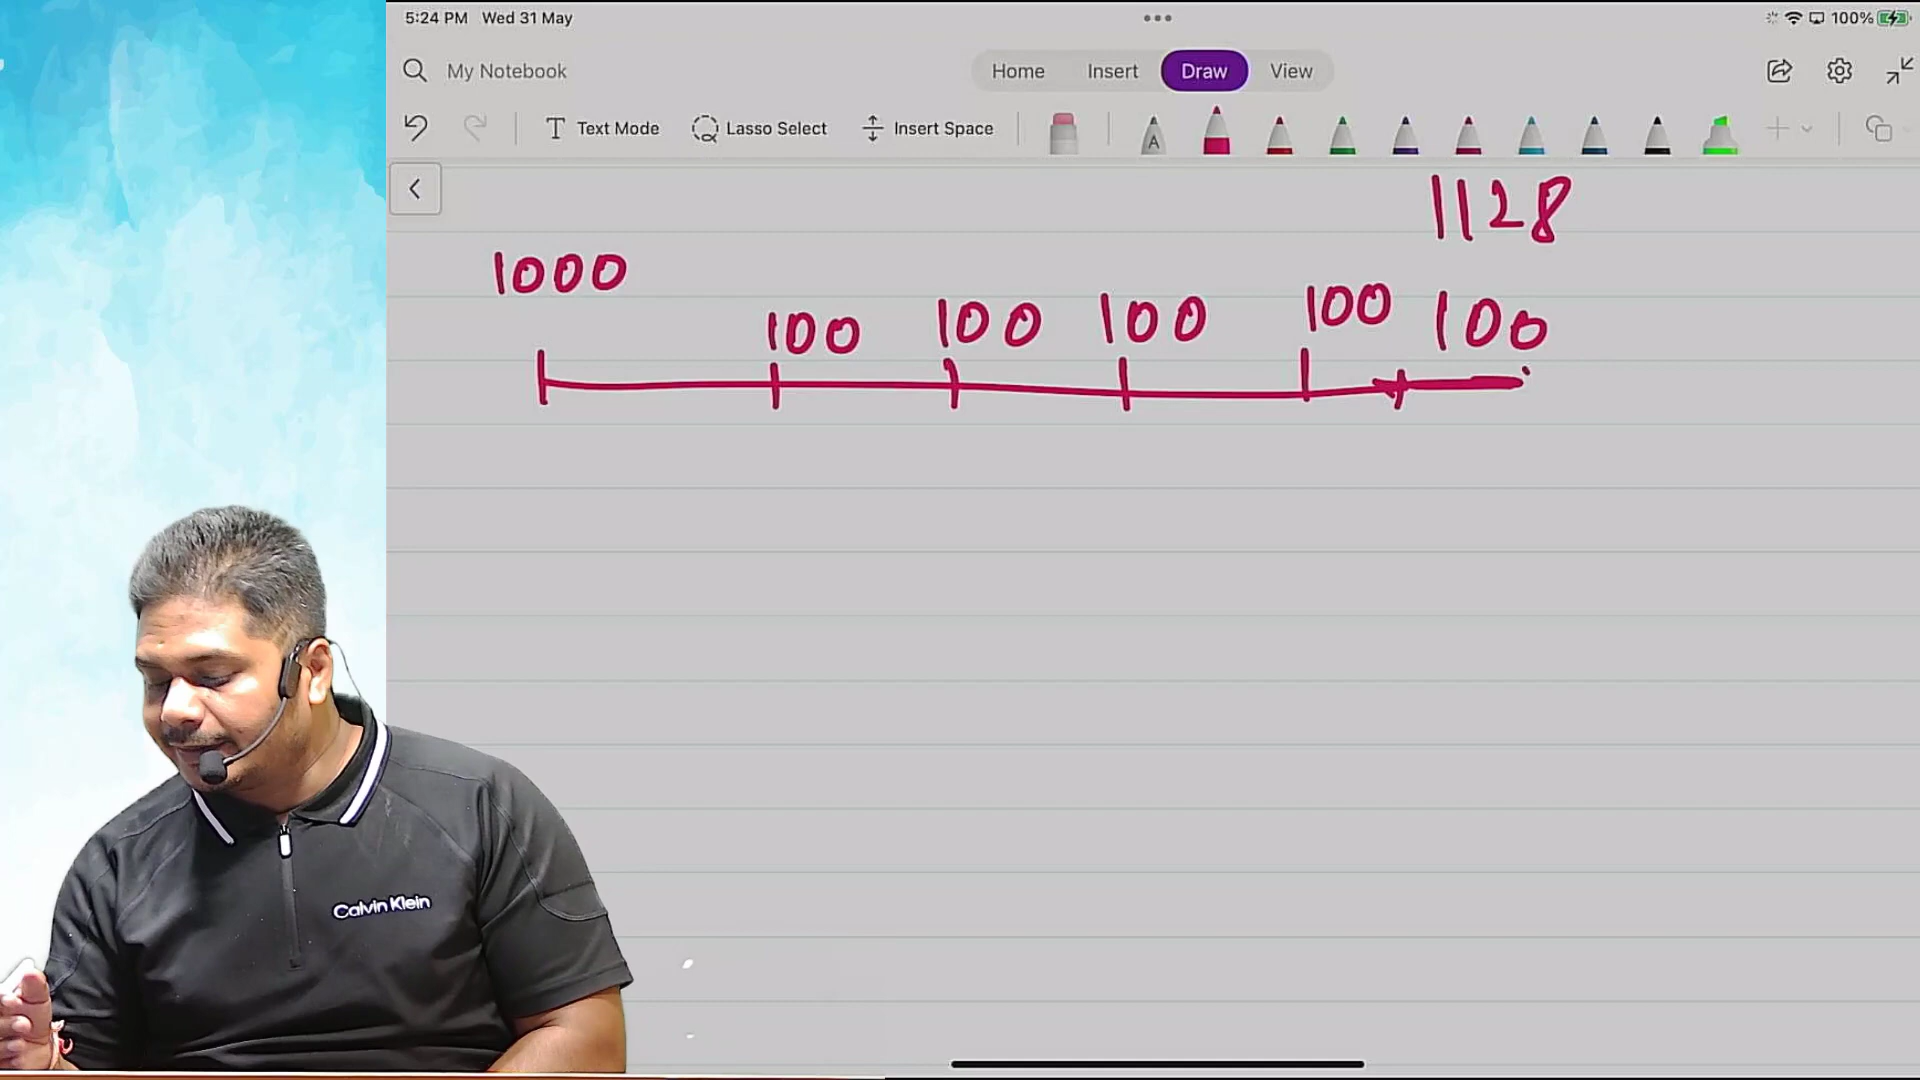 5:24 PM Wed 31 May
100%
My Notebook
Home Insert Draw View
Text Mode Lasso Select Insert Space
A
1128
1000
100 100 100 100 100
Calvin Klein